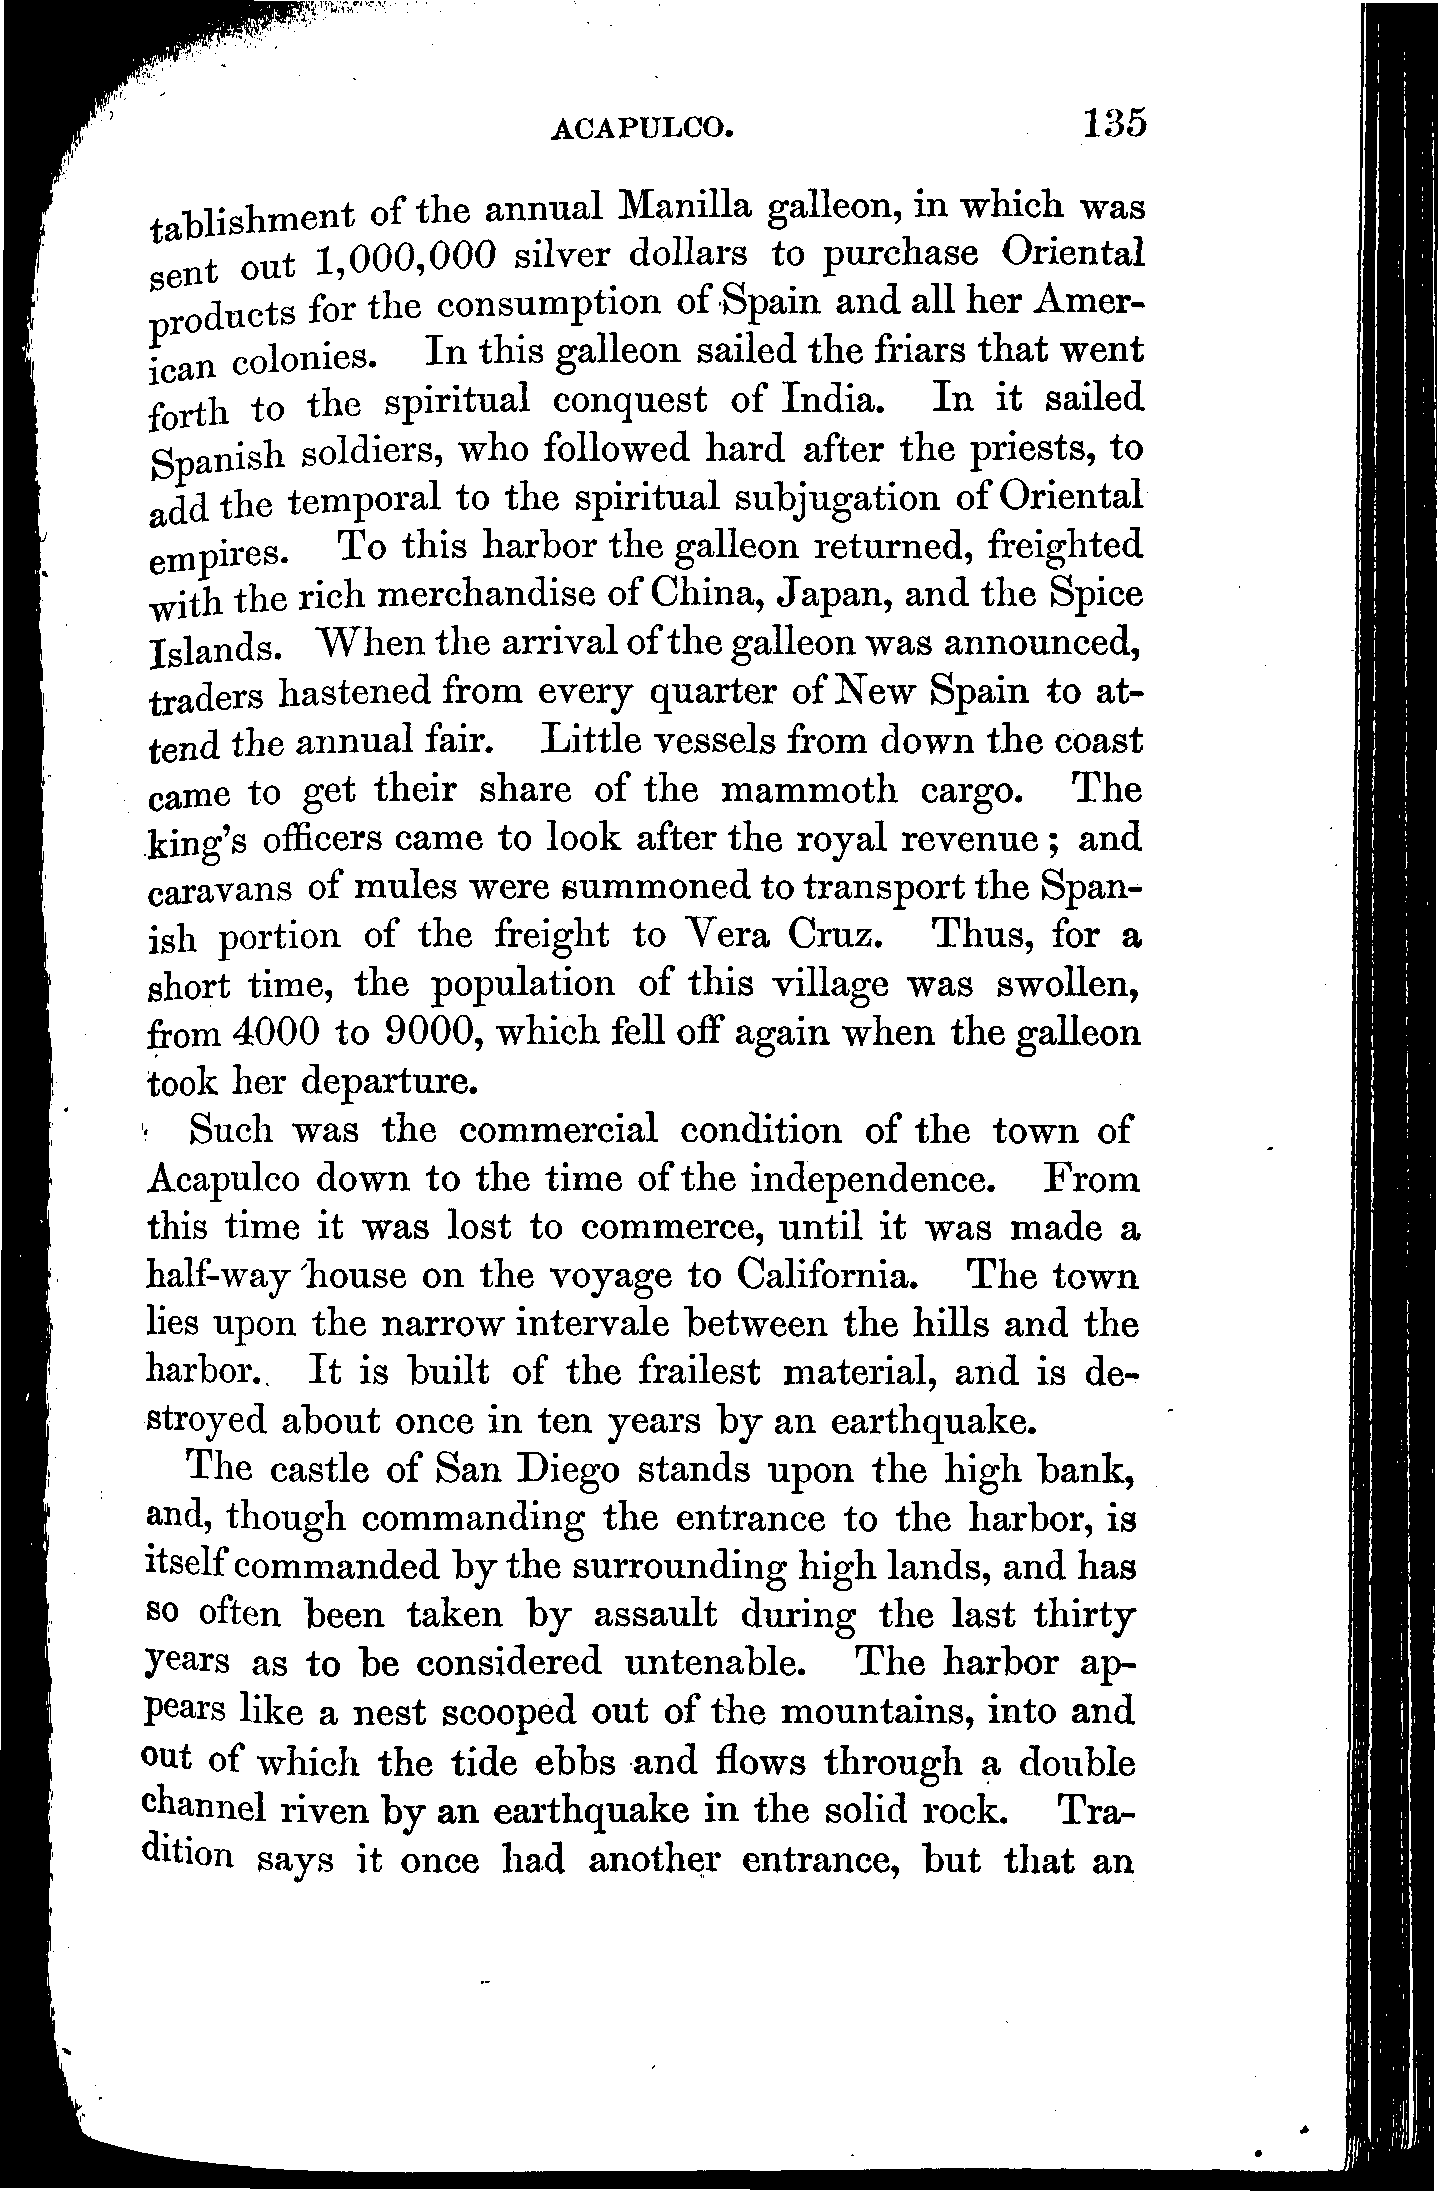 ACAPULCO. 135
tablishment of the annual Manilla galleon, in which was
sent out 1,000,000 silver dollars to purchase Oriental
products for the consumption of Spain and all her Amer-
ican colonies. In this galleon sailed the friars that went
forth to the spiritual conquest of India. In it sailed
Spanish soldiers, who followed hard after the priests, to
add the temporal to the spiritual subjugation of Oriental
empires. To this harbor the galleon returned, freighted
with the rich merchandise of China, Japan, and the Spice
Islands. When the arrival of the galleon was announced,
traders hastened from every quarter of New Spain to at-
tend the annual fair. Little vessels from down the coast
came to get their share of the mammoth cargo. The
king's officers came to look after the royal revenue; and
caravans of mules were summoned to transport the Span-
ish portion of the freight to Vera Cruz. Thus, for a
short time, the population of this village was swollen,
from 4000 to 9000, which fell off again when the galleon
took her departure.
Such was the commercial condition of the town of
Acapulco down to the time of the independence. From
this time it was lost to commerce, until it was made a
half-way house on the voyage to California. The town
lies upon the narrow intervale between the hills and the
harbor. It is built of the frailest material, and is de-
stroyed about once in ten years by an earthquake.
The castle of San Diego stands upon the high bank,
and, though commanding the entrance to the harbor, is
itself commanded by the surrounding high lands, and has
so often been taken by assault during the last thirty
years as to be considered untenable. The harbor ap-
pears like a nest scooped out of the mountains, into and
out of which the tide ebbs and flows through a double
channel riven by an earthquake in the solid rock. Tra-
dition says it once had another entrance, but that an